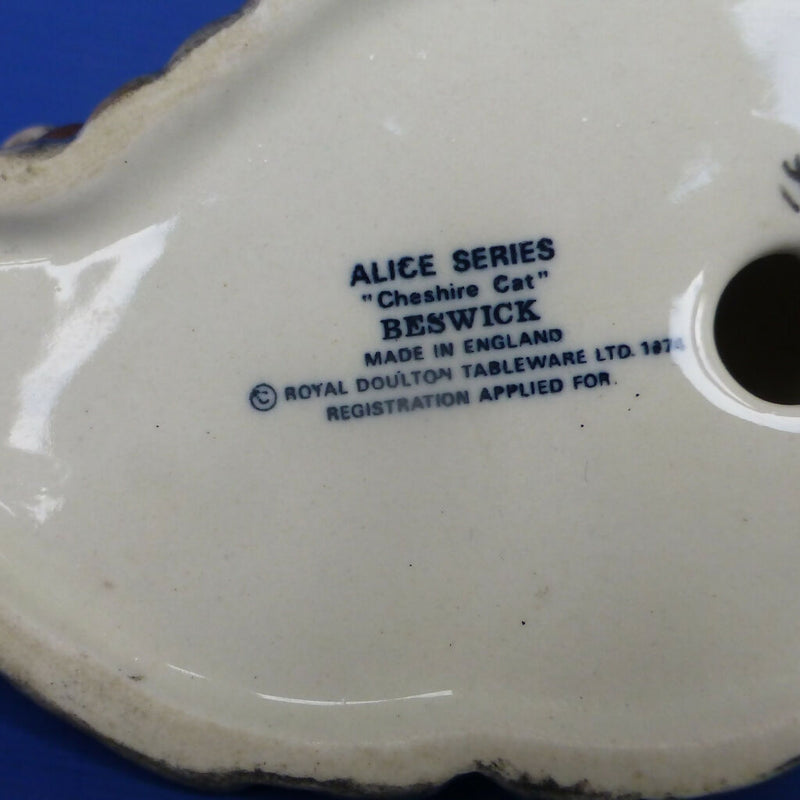 ALICE SERIES
"Cheshire Cat"
BESWICK
MADE IN ENGLAND
© ROYAL DOULTON TABLEWARE LTD. 1974
REGISTRATION APPLIED FOR.